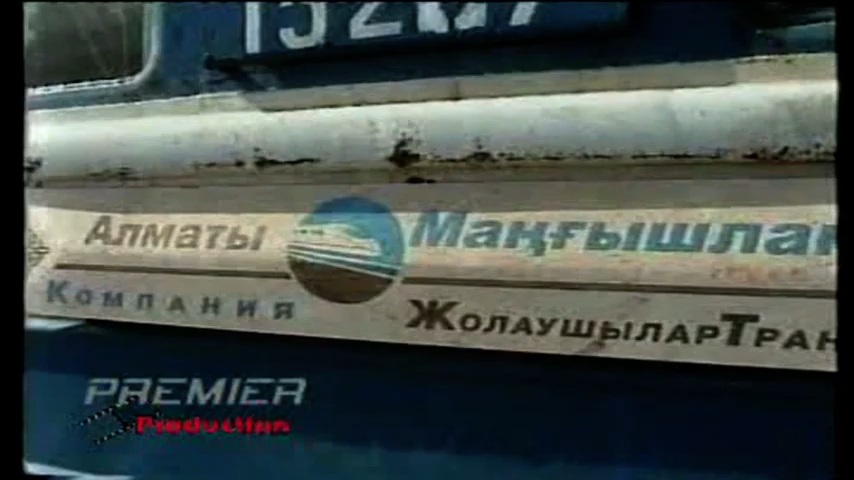 Алматы Маңғышлак
Компания ЖолаушыларТран
PREMIER
Production